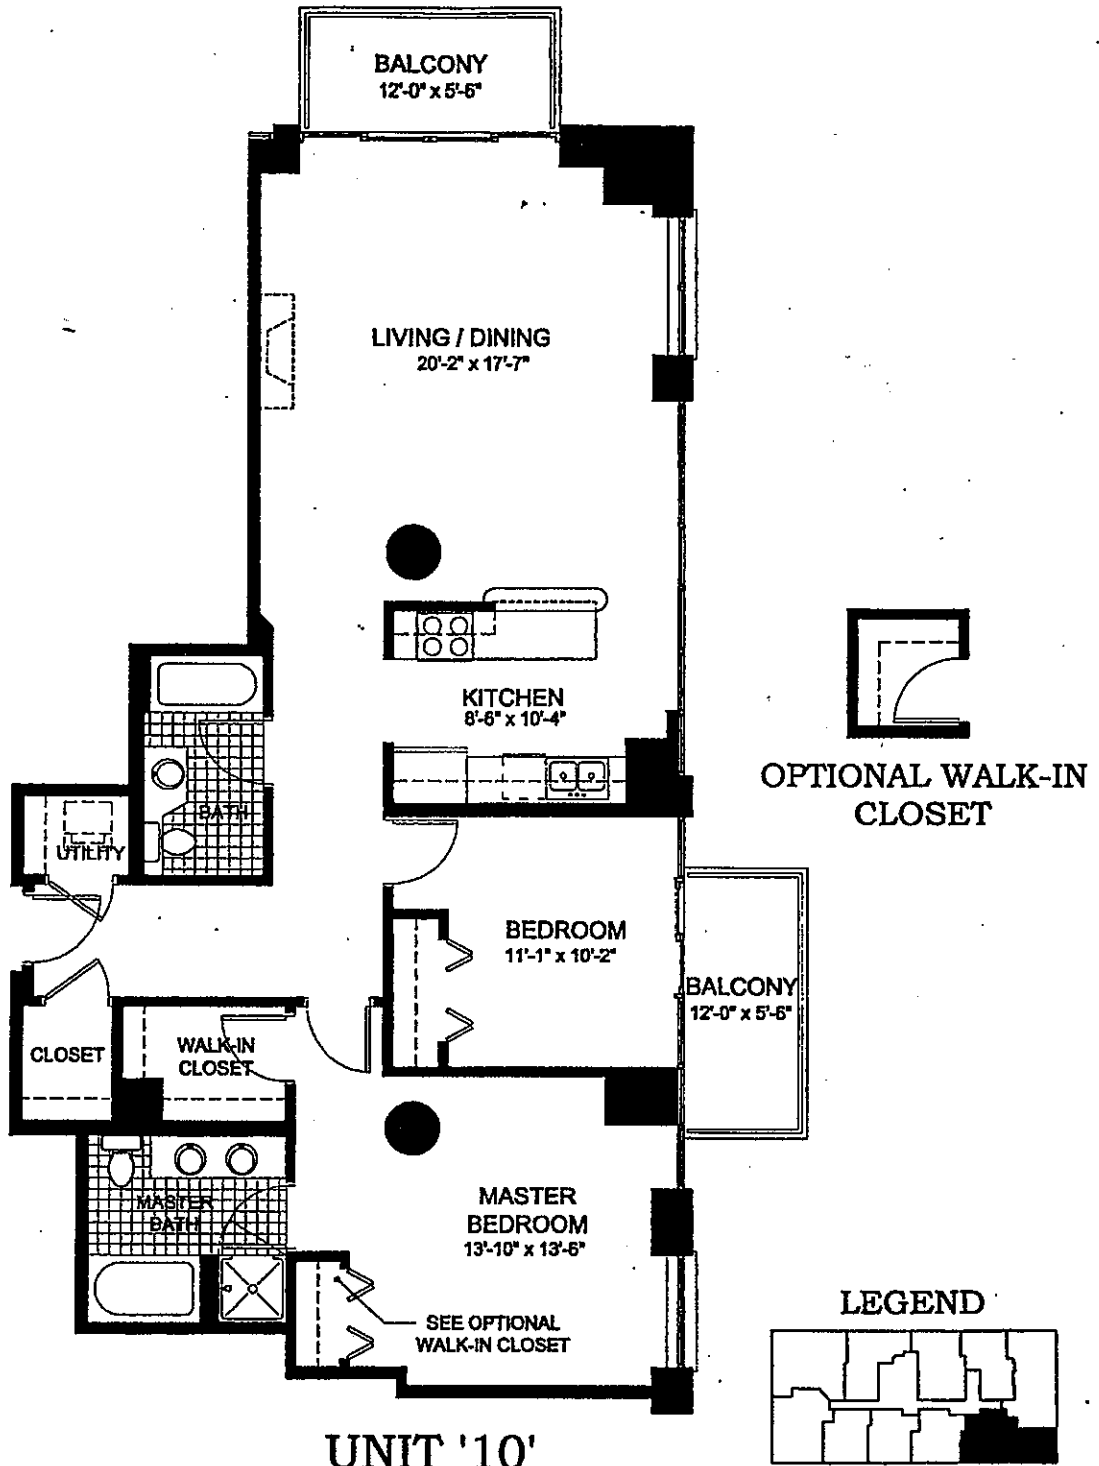 BALCONY
12'-0" x 5'-6"
LIVING / DINING
20'-2" x 17'-7"
KITCHEN
8'-6" x 10'-4"
OPTIONAL WALK-IN
CLOSET
BATH
UTILITY
BEDROOM
11'-1" x 10'-2"
BALCONY
12'-0" x 5'-6"
CLOSET
WALK-IN
CLOSET
MASTER
BATH
MASTER
BEDROOM
13'-10" x 13'-6"
SEE OPTIONAL
WALK-IN CLOSET
LEGEND
UNIT '10'